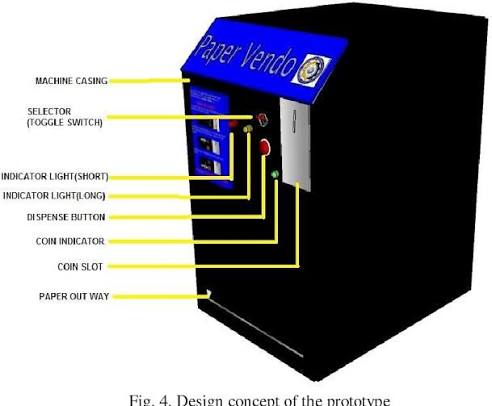 Paper Vendo
MACHINE CASING
SELECTOR
(TOGGLE SWITCH)
INDICATOR LIGHT(SHORT)
INDICATOR LIGHT(LONG)
DISPENSE BUTTON
COIN INDICATOR
COIN SLOT
PAPER OUT WAY
Fig. 4. Design concept of the prototype